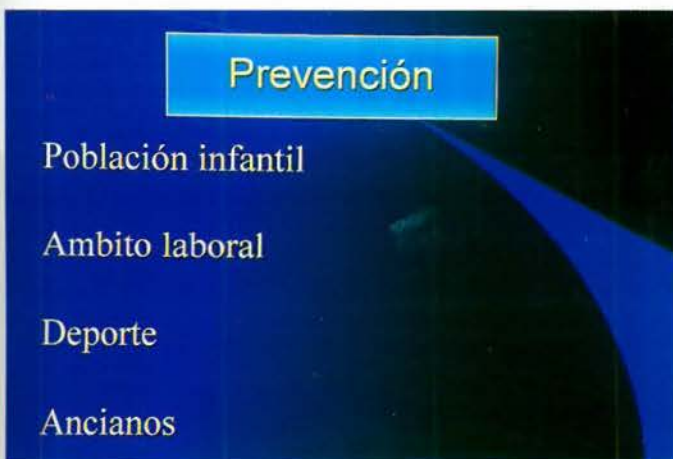 Prevención
Población infantil
Ambito laboral
Deporte
Ancianos